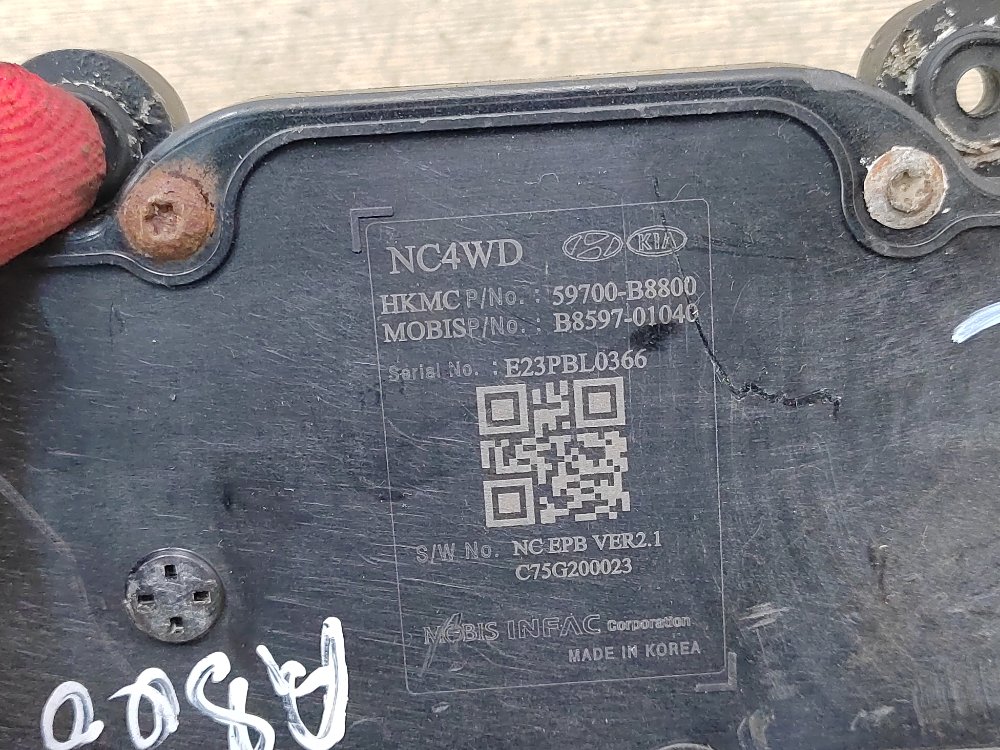 NC4WD KIA
HKMC P/No. : 59700-B8800
MOBIS P/No. : B8597-01040
Serial No. : E23PBL0366
S/W No. NC EPB VER2.1
C75G200023
MOBIS INFAC Corporation
MADE IN KOREA